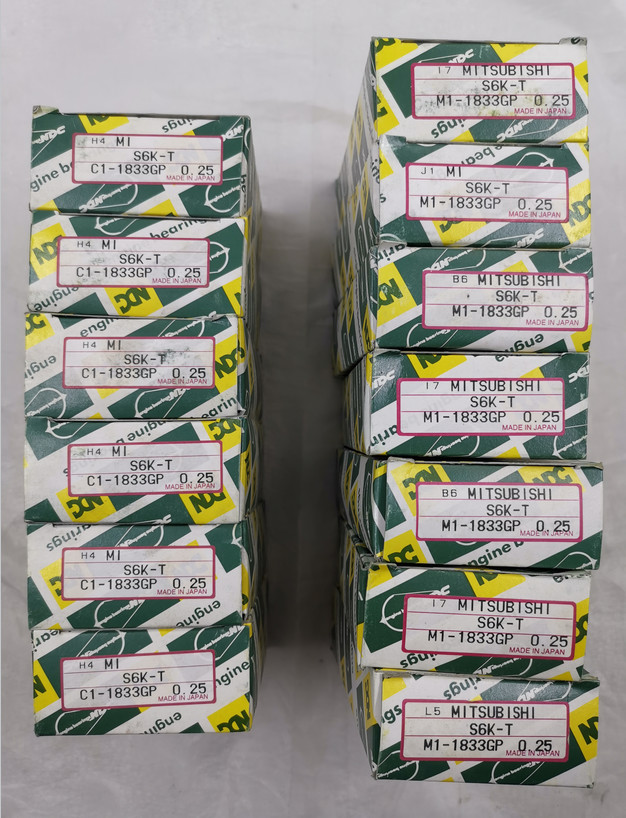 H4 MI
S6K-T
C1-1833GP 0.25
MADE IN JAPAN
H4 MI
S6K-T
C1-1833GP 0.25
MADE IN JAPAN
H4 MI
S6K-T
C1-1833GP 0.25
MADE IN JAPAN
H4 MI
S6K-T
C1-1833GP 0.25
MADE IN JAPAN
H4 MI
S6K-T
C1-1833GP 0.25
MADE IN JAPAN
H4 MI
S6K-T
C1-1833GP 0.25
MADE IN JAPAN
I7 MITSUBISHI
S6K-T
M1-1833GP 0.25
MADE IN JAPAN
J1 MI
S6K-T
M1-1833GP 0.25
MADE IN JAPAN
B6 MITSUBISHI
S6K-T
M1-1833GP 0.25
MADE IN JAPAN
I7 MITSUBISHI
S6K-T
M1-1833GP 0.25
MADE IN JAPAN
B6 MITSUBISHI
S6K-T
M1-1833GP 0.25
MADE IN JAPAN
I7 MITSUBISHI
S6K-T
M1-1833GP 0.25
MADE IN JAPAN
L5 MITSUBISHI
S6K-T
M1-1833GP 0.25
MADE IN JAPAN